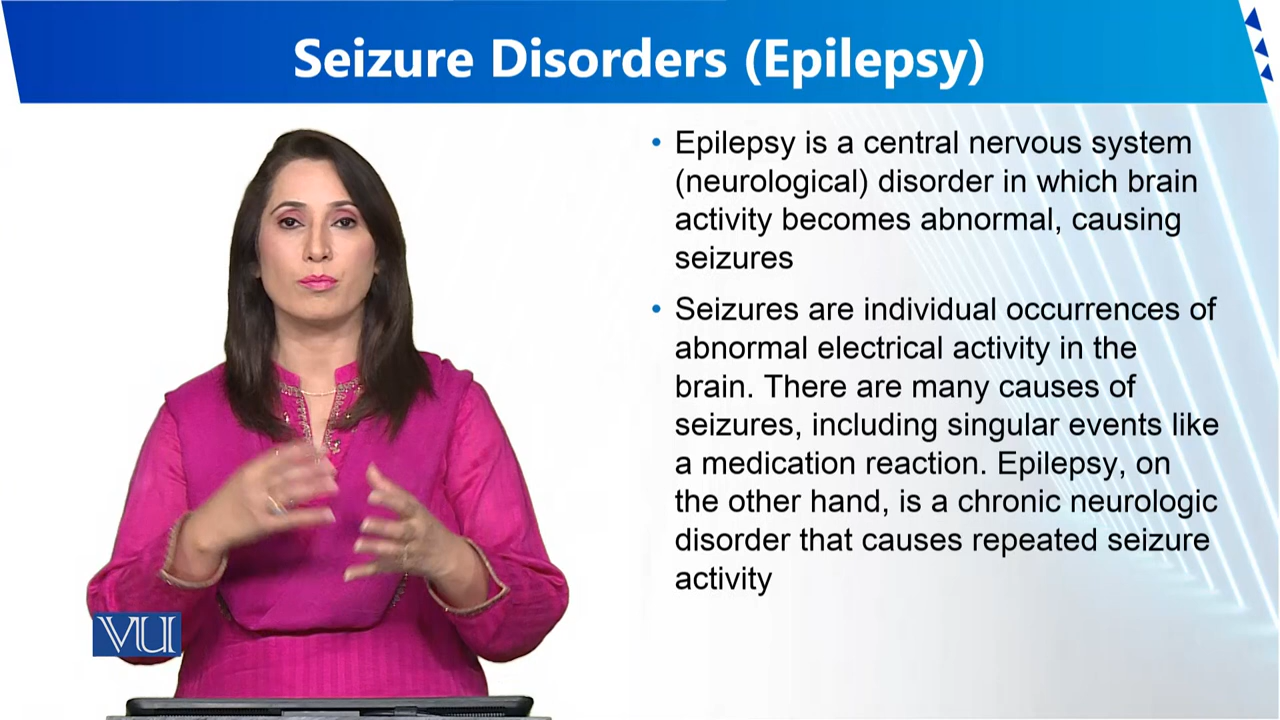 Seizure Disorders (Epilepsy)
• Epilepsy is a central nervous system
(neurological) disorder in which brain
activity becomes abnormal, causing
seizures
• Seizures are individual occurrences of
abnormal electrical activity in the
brain. There are many causes of
seizures, including singular events like
a medication reaction. Epilepsy, on
the other hand, is a chronic neurologic
disorder that causes repeated seizure
activity
VU